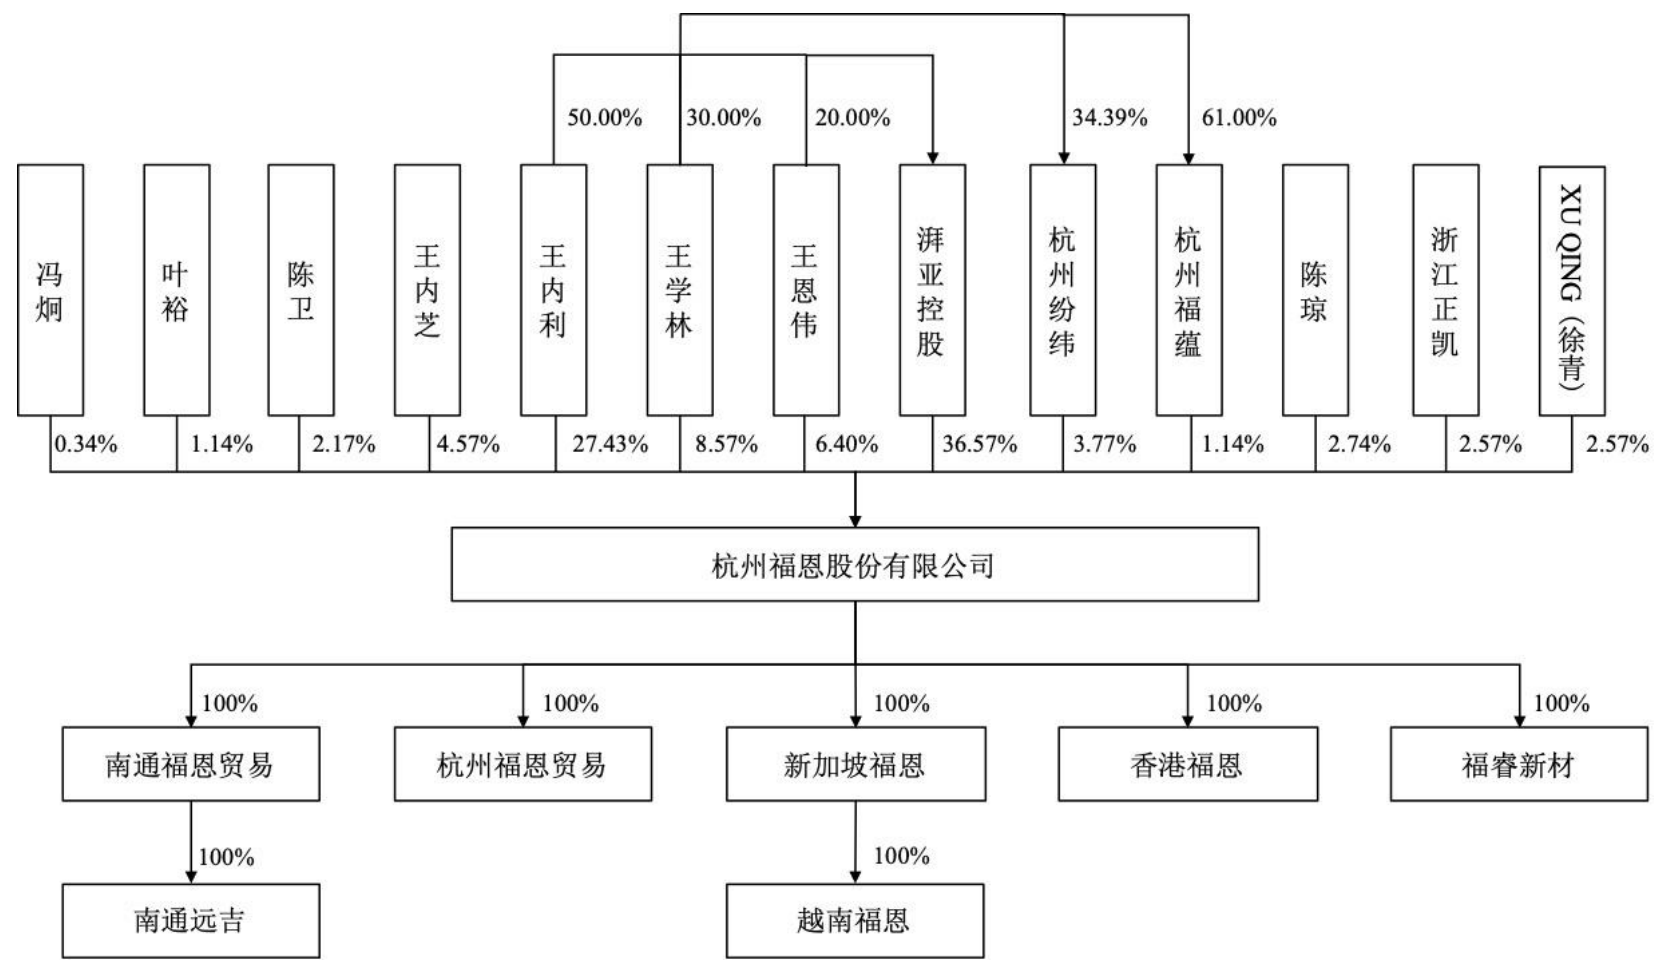 50.00%
30.00%
20.00%
34.39%
61.00%
冯炯
叶裕
陈卫
王内芝
王内利
王学林
王恩伟
湃亚控股
杭州纷纬
杭州福蕴
陈琼
浙江正凯
XU QING（徐青）
0.34%
1.14%
2.17%
4.57%
27.43%
8.57%
6.40%
36.57%
3.77%
1.14%
2.74%
2.57%
2.57%
杭州福恩股份有限公司
100%
100%
100%
100%
100%
南通福恩贸易
杭州福恩贸易
新加坡福恩
香港福恩
福睿新材
100%
100%
南通远吉
越南福恩